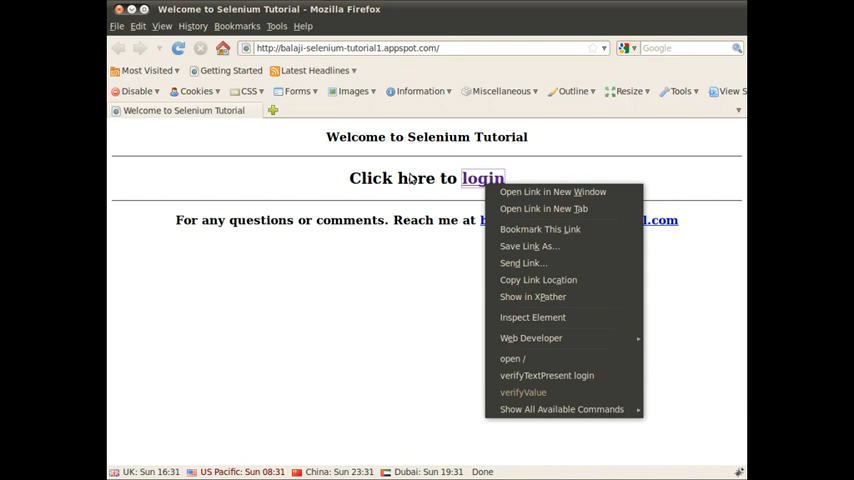 Welcome to Selenium Tutorial - Mozilla Firefox
File Edit View History Bookmarks Tools Help
http://balaji-selenium-tutorial1.appspot.com/
Google
Most Visited Getting Started Latest Headlines
Disable Cookies CSS Forms Images Information Miscellaneous Outline Resize Tools View S
Welcome to Selenium Tutorial
Welcome to Selenium Tutorial
Click here to login
For any questions or comments. Reach me at l.com
Open Link in New Window
Open Link in New Tab
Bookmark This Link
Save Link As...
Send Link...
Copy Link Location
Show in XPather
Inspect Element
Web Developer
open /
verifyTextPresent login
verifyValue
Show All Available Commands
UK: Sun 16:31 US Pacific: Sun 08:31 China: Sun 23:31 Dubai: Sun 19:31 Done